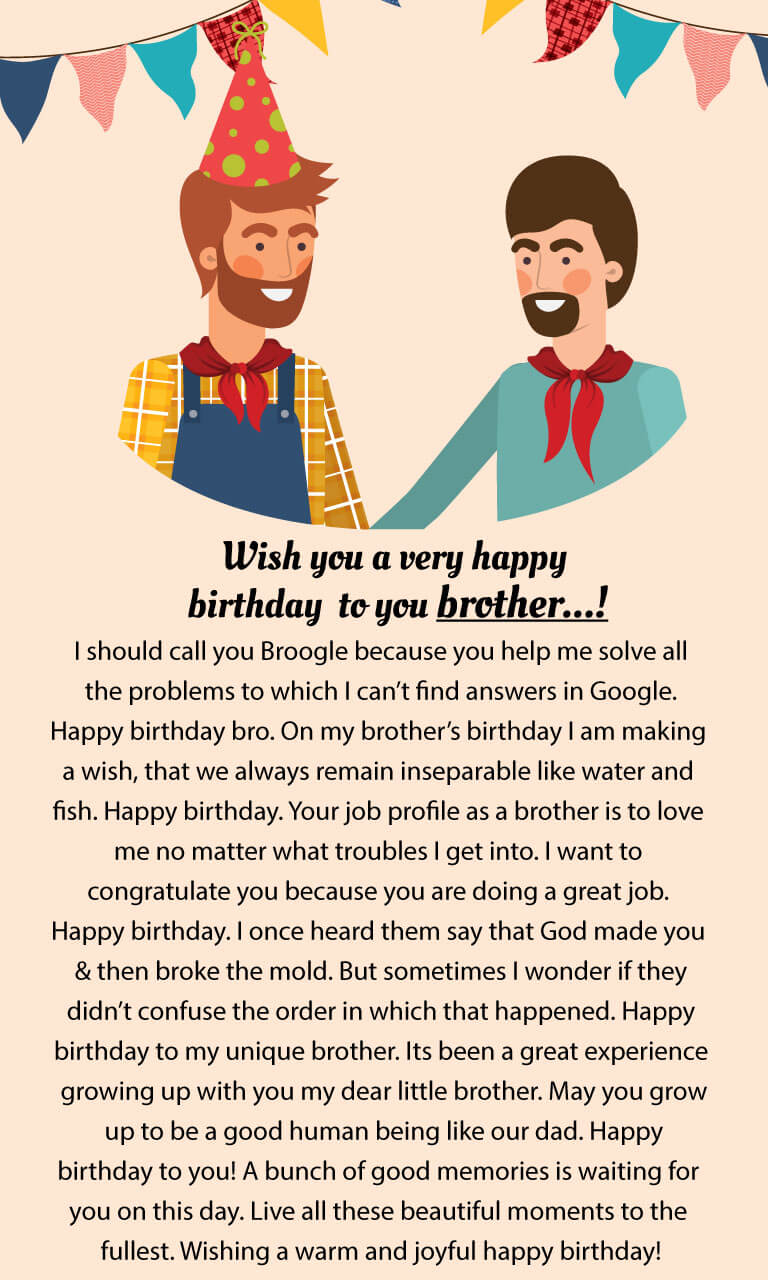 Wish you a very happy
birthday to you brother...!
I should call you Broogle because you help me solve all
the problems to which I can’t find answers in Google.
Happy birthday bro. On my brother’s birthday I am making
a wish, that we always remain inseparable like water and
fish. Happy birthday. Your job profile as a brother is to love
me no matter what troubles I get into. I want to
congratulate you because you are doing a great job.
Happy birthday. I once heard them say that God made you
& then broke the mold. But sometimes I wonder if they
didn’t confuse the order in which that happened. Happy
birthday to my unique brother. Its been a great experience
growing up with you my dear little brother. May you grow
up to be a good human being like our dad. Happy
birthday to you! A bunch of good memories is waiting for
you on this day. Live all these beautiful moments to the
fullest. Wishing a warm and joyful happy birthday!